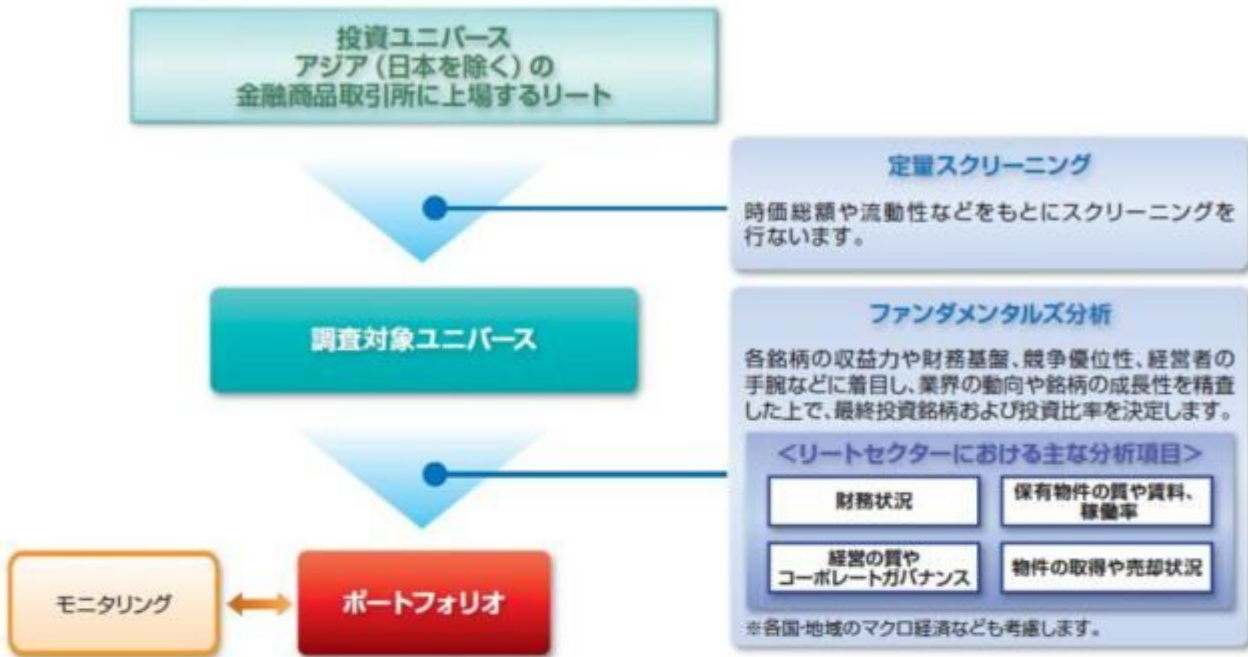 投資ユニバース
アジア（日本を除く）の
金融商品取引所に上場するリート
定量スクリーニング
時価総額や流動性などをもとにスクリーニングを
行ないます。
調査対象ユニバース
ファンダメンタルズ分析
各銘柄の収益力や財務基盤、競争優位性、経営者の
手腕などに着目し、業界の動向や銘柄の成長性を精査
した上で、最終投資銘柄および投資比率を決定します。
＜リートセクターにおける主な分析項目＞
財務状況
保有物件の質や賃料、
稼働率
経営の質や
コーポレートガバナンス
物件の取得や売却状況
※各国・地域のマクロ経済なども考慮します。
モニタリング
ポートフォリオ